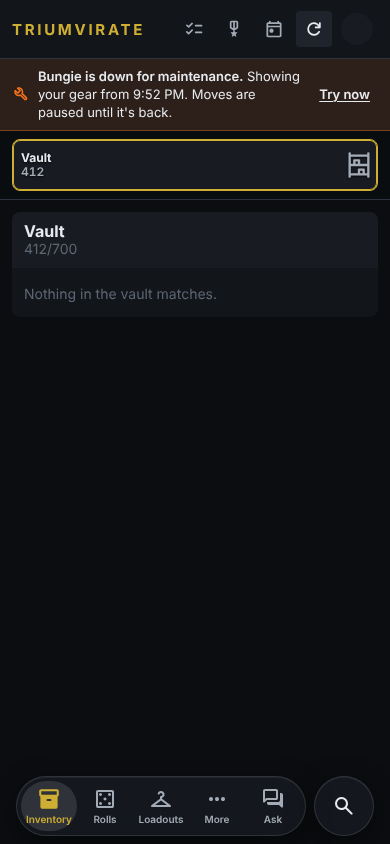 TRIUMVIRATE
Bungie is down for maintenance. Showing
your gear from 9:52 PM. Moves are
paused until it's back.
Try now
Vault
412
Vault
412/700
Nothing in the vault matches.
Inventory
Rolls
Loadouts
More
Ask